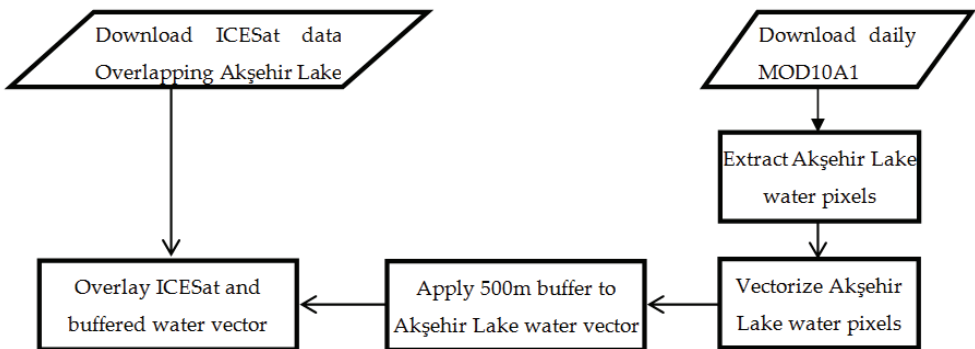 Download ICESat data
Overlapping Akşehir Lake
Download daily
MOD10A1
Extract Akşehir Lake
water pixels
Vectorize Akşehir
Lake water pixels
Apply 500m buffer to
Akşehir Lake water vector
Overlay ICESat and
buffered water vector